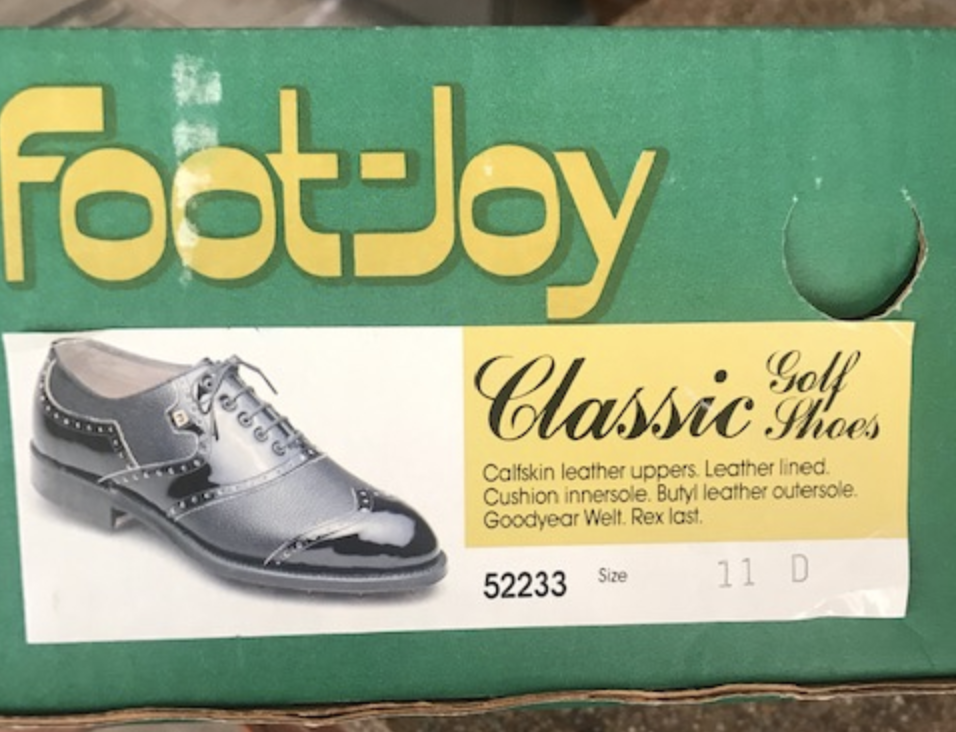 Foot-Joy
Classic Golf Shoes
Calfskin leather uppers. Leather lined.
Cushion innersole. Butyl leather outersole.
Goodyear Welt. Rex last.
52233 Size 11 D